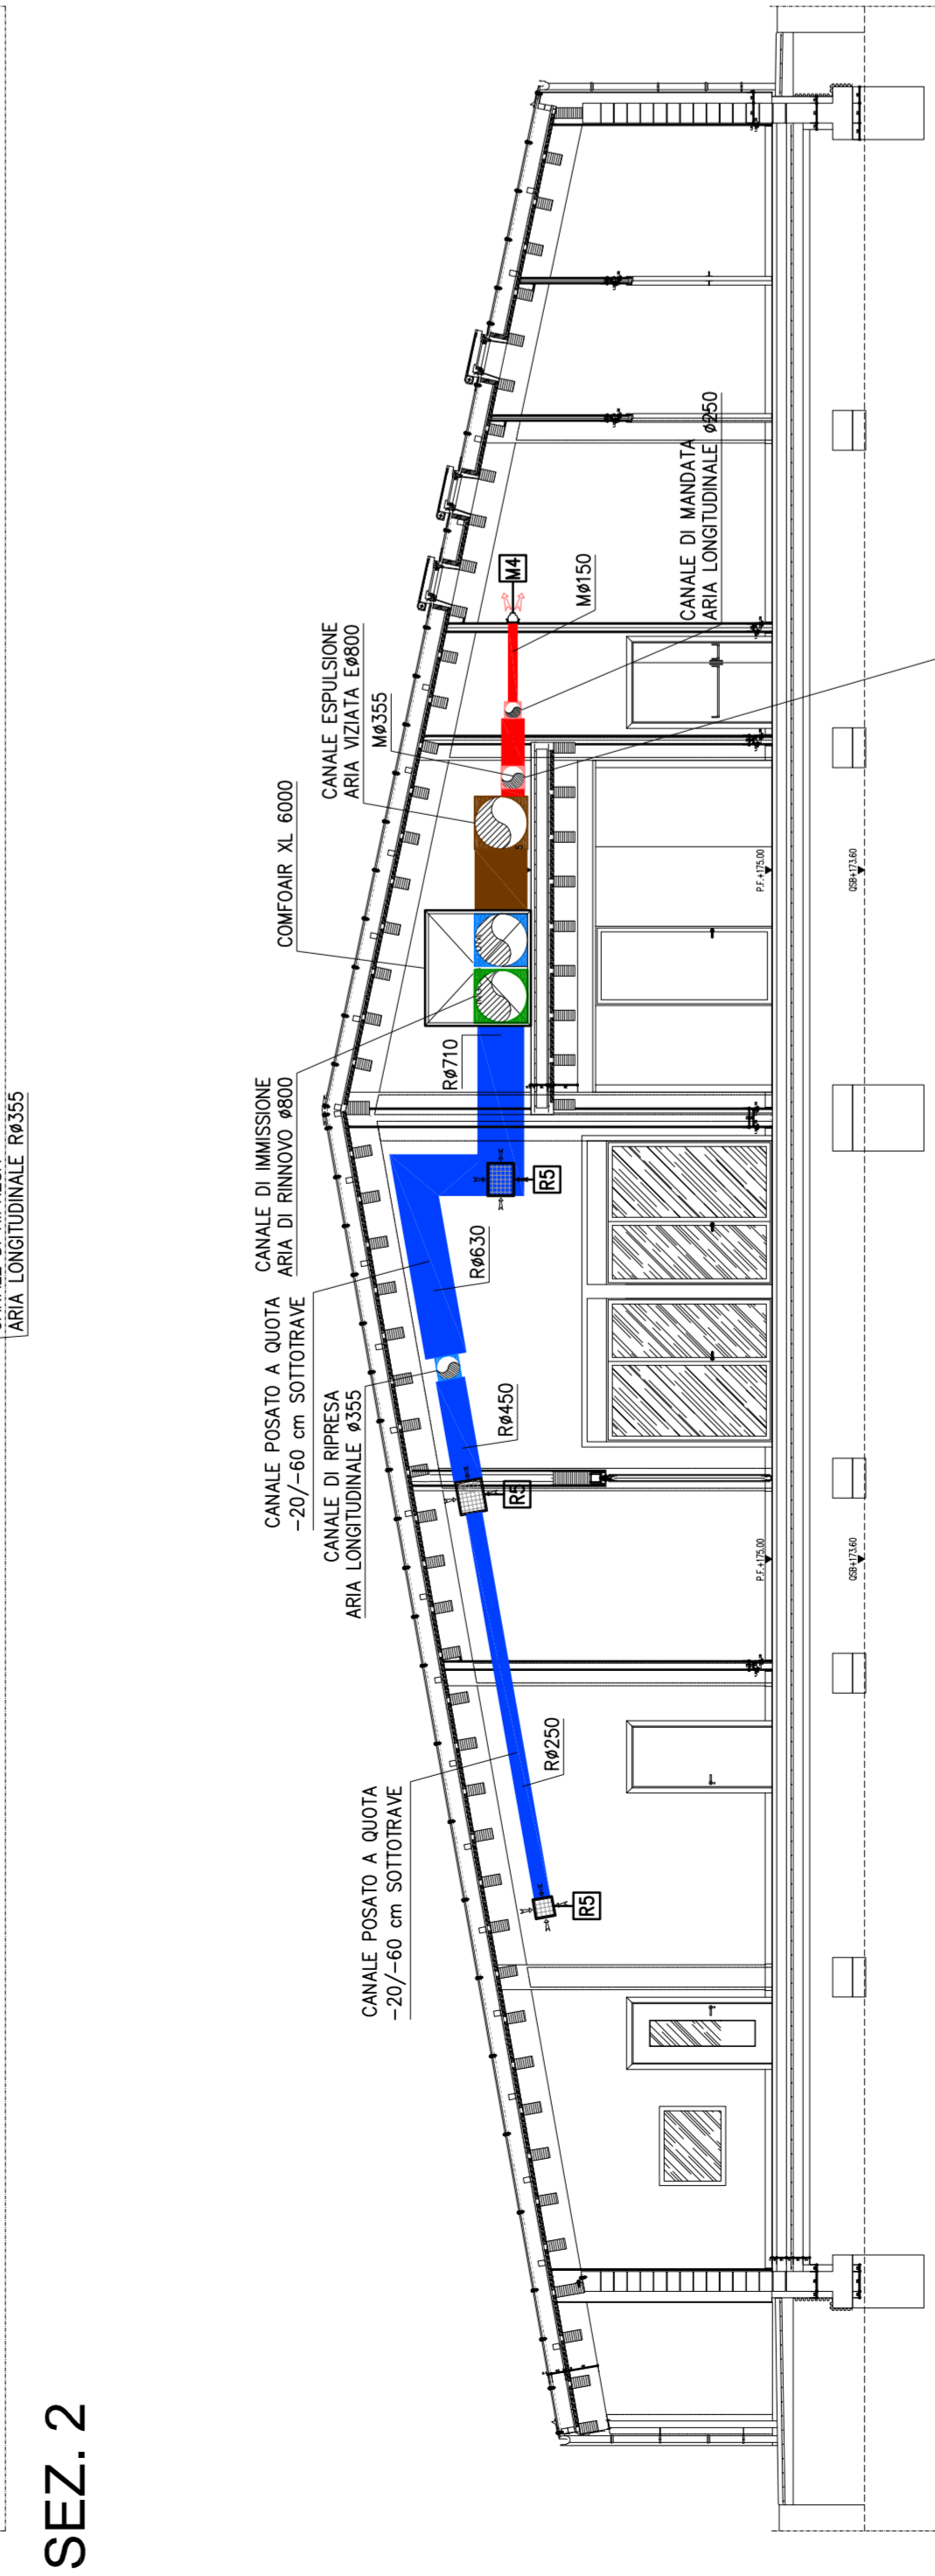 ARIA LONGITUDINALE RØ355
SEZ. 2
CANALE POSATO A QUOTA
-20/-60 cm SOTTOTRAVE
RØ250
R5
CANALE DI RIPRESA
ARIA LONGITUDINALE Ø355
CANALE POSATO A QUOTA
-20/-60 cm SOTTOTRAVE
RØ450
R5
RØ630
R5
CANALE DI IMMISSIONE
ARIA DI RINNOVO Ø800
RØ710
COMFOAIR XL 6000
CANALE ESPULSIONE
ARIA VIZIATA EØ800
MØ355
MØ150
M4
CANALE DI MANDATA
ARIA LONGITUDINALE Ø250
P.F.+175.00
QSB+173.60
P.F.+175.00
QSB+173.60